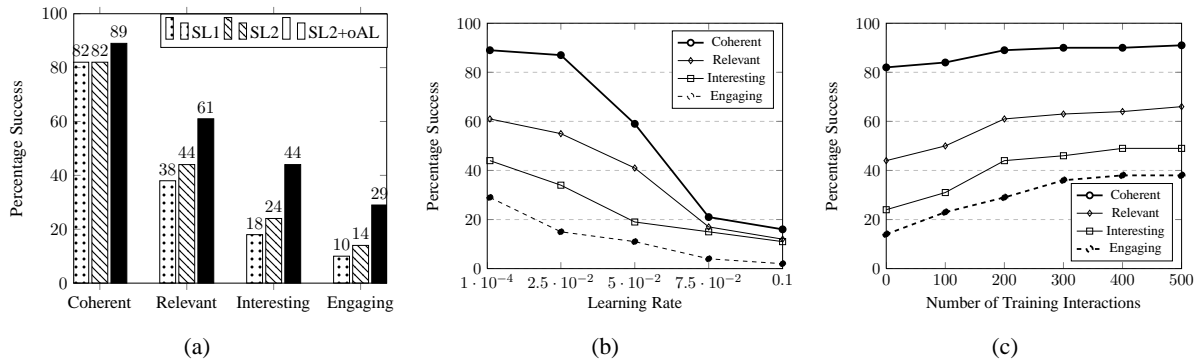 100
80
60
40
20
0
Percentage Success
SL1 SL2 SL2+oAL
82 82 89
38 44 61
18 24 44
10 14 29
Coherent Relevant Interesting Engaging
(a)
100
80
60
40
20
0
Percentage Success
Coherent
Relevant
Interesting
Engaging
1 · 10⁻⁴ 2.5 · 10⁻² 5 · 10⁻² 7.5 · 10⁻² 0.1
Learning Rate
(b)
100
80
60
40
20
0
Percentage Success
Coherent
Relevant
Interesting
Engaging
0 100 200 300 400 500
Number of Training Interactions
(c)